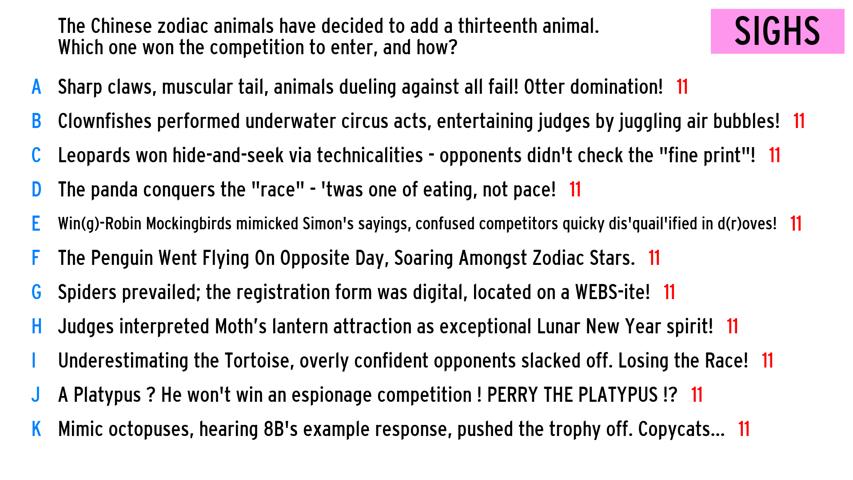 The Chinese zodiac animals have decided to add a thirteenth animal.
Which one won the competition to enter, and how?
SIGHS
A Sharp claws, muscular tail, animals dueling against all fail! Otter domination! 11
B Clownfishes performed underwater circus acts, entertaining judges by juggling air bubbles! 11
C Leopards won hide-and-seek via technicalities - opponents didn't check the "fine print"! 11
D The panda conquers the "race" - 'twas one of eating, not pace! 11
E Win(g)-Robin Mockingbirds mimicked Simon's sayings, confused competitors quicky dis'quail'ified in d(r)oves! 11
F The Penguin Went Flying On Opposite Day, Soaring Amongst Zodiac Stars. 11
G Spiders prevailed; the registration form was digital, located on a WEBS-ite! 11
H Judges interpreted Moth’s lantern attraction as exceptional Lunar New Year spirit! 11
I Underestimating the Tortoise, overly confident opponents slacked off. Losing the Race! 11
J A Platypus ? He won't win an espionage competition ! PERRY THE PLATYPUS !? 11
K Mimic octopuses, hearing 8B's example response, pushed the trophy off. Copycats... 11